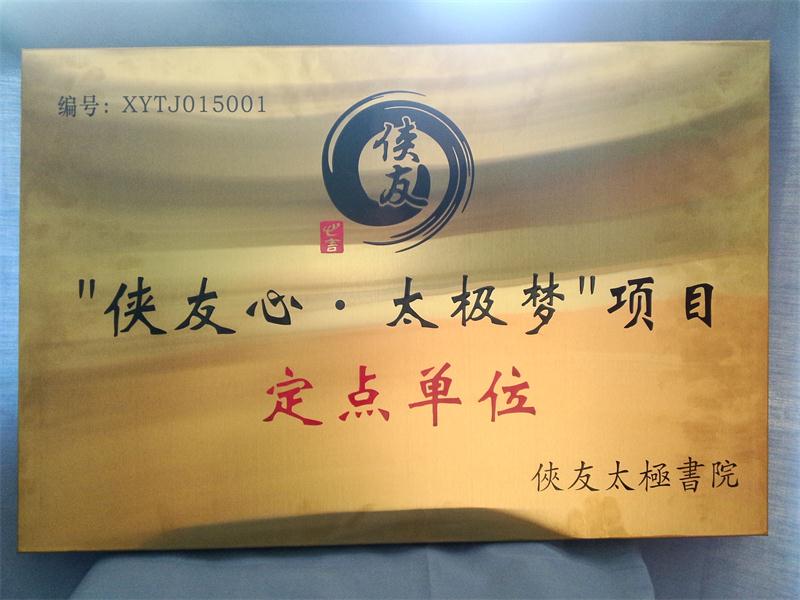 编号：XYTJ015001
侠
友
"侠友心·太极梦"项目
定点单位
俠友太極書院